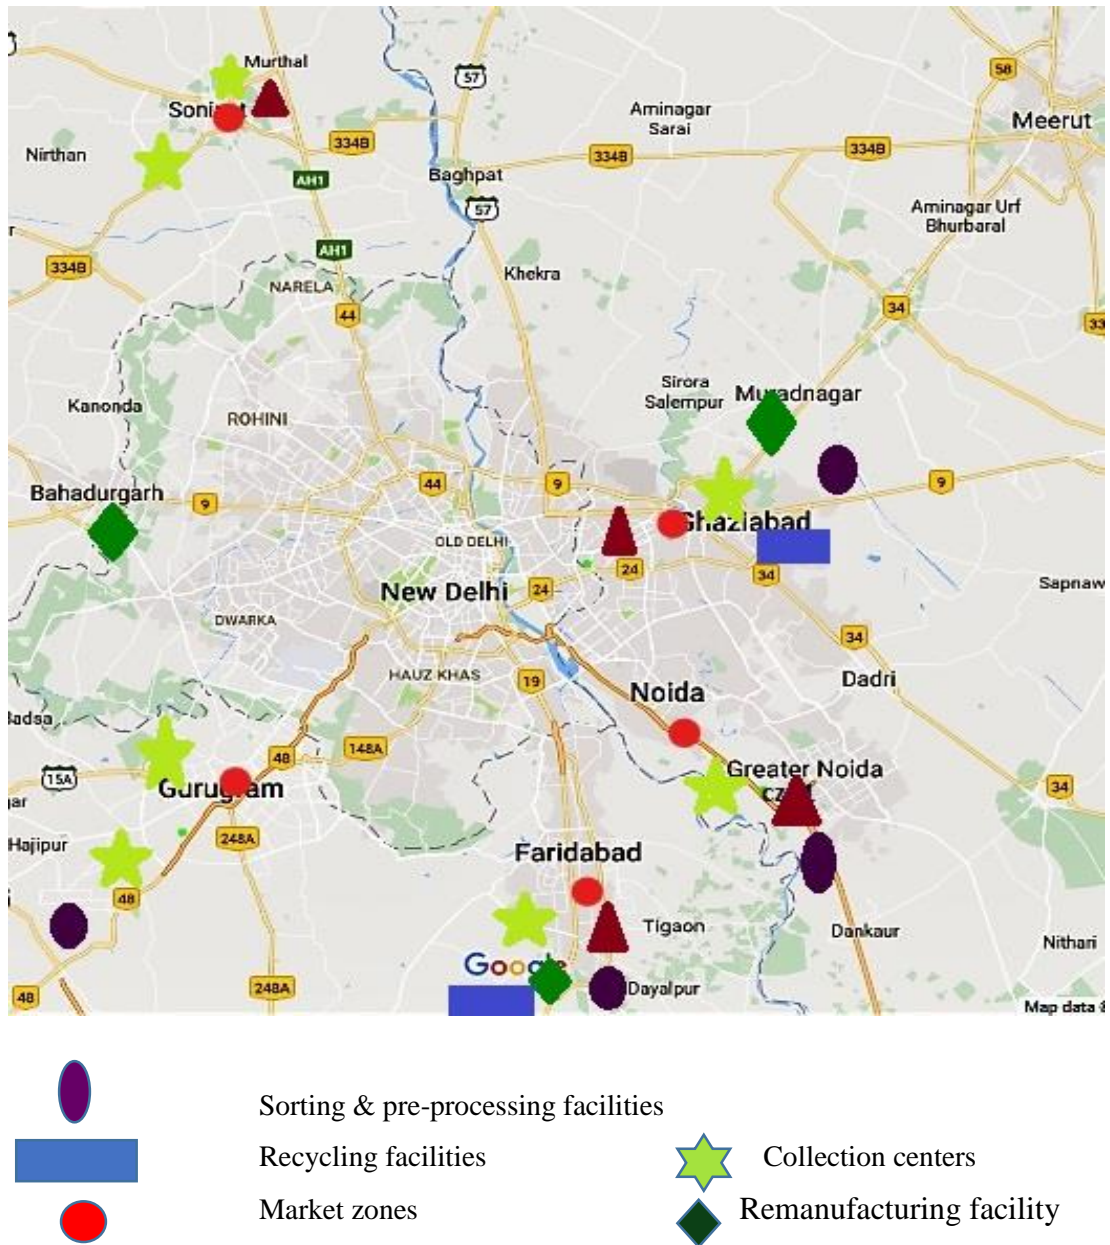 Murthal
57
58
Aminagar
Sarai
Meerut
334B
334B
334B
Nirthan
AH1
Baghpat
57
Aminagar Urf
Bhurbaral
AH1
334B
Khekra
NARELA
44
34
Sirora
Salempur
Kanonda
ROHINI
Bahadurgarh
9
44
9
9
OLD DELHI
24
34
New Delhi
24
Sapnaw
DWARKA
34
HAUZ KHAS
19
Dadri
Noida
48
148A
15A
Greater Noida
34
248A
Hajipur
Faridabad
48
Tigaon
Dankaur
Nithari
Google
48
248A
Dayalpur
Map data
Sorting & pre-processing facilities
Recycling facilities
Collection centers
Market zones
Remanufacturing facility